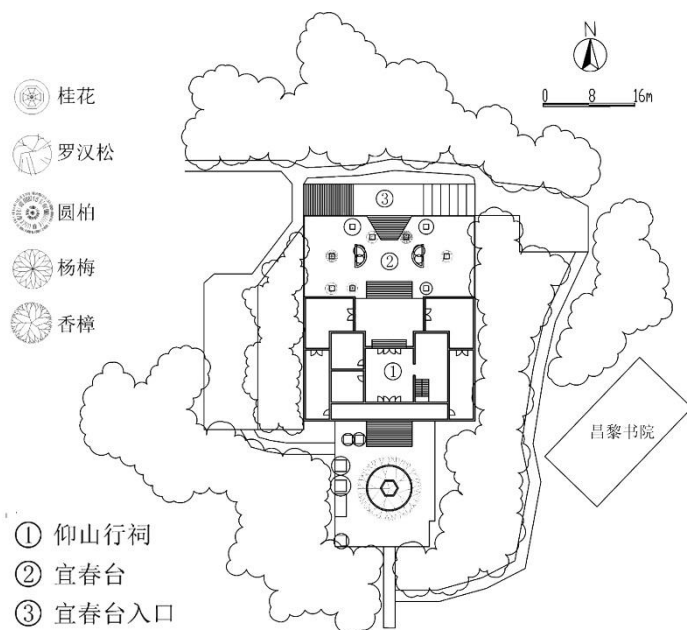 N
0 8 16m
桂花
罗汉松
圆柏
杨梅
香樟
③
②
①
昌黎书院
① 仰山行祠
② 宜春台
③ 宜春台入口